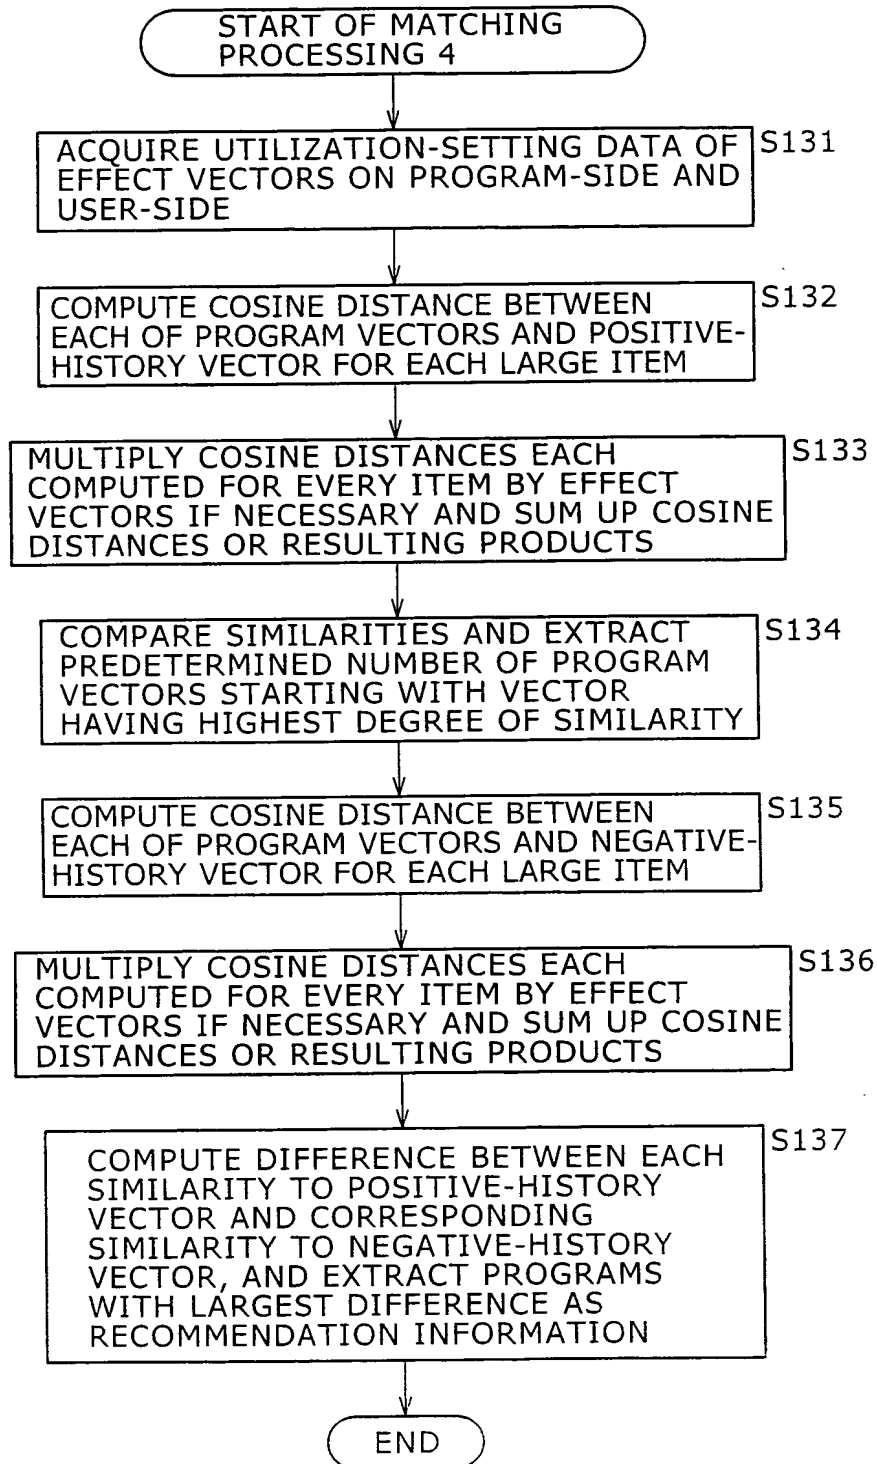 START OF MATCHING
PROCESSING 4
ACQUIRE UTILIZATION-SETTING DATA OF
EFFECT VECTORS ON PROGRAM-SIDE AND
USER-SIDE
S131
COMPUTE COSINE DISTANCE BETWEEN
EACH OF PROGRAM VECTORS AND POSITIVE-
HISTORY VECTOR FOR EACH LARGE ITEM
S132
MULTIPLY COSINE DISTANCES EACH
COMPUTED FOR EVERY ITEM BY EFFECT
VECTORS IF NECESSARY AND SUM UP COSINE
DISTANCES OR RESULTING PRODUCTS
S133
COMPARE SIMILARITIES AND EXTRACT
PREDETERMINED NUMBER OF PROGRAM
VECTORS STARTING WITH VECTOR
HAVING HIGHEST DEGREE OF SIMILARITY
S134
COMPUTE COSINE DISTANCE BETWEEN
EACH OF PROGRAM VECTORS AND NEGATIVE-
HISTORY VECTOR FOR EACH LARGE ITEM
S135
MULTIPLY COSINE DISTANCES EACH
COMPUTED FOR EVERY ITEM BY EFFECT
VECTORS IF NECESSARY AND SUM UP COSINE
DISTANCES OR RESULTING PRODUCTS
S136
COMPUTE DIFFERENCE BETWEEN EACH
SIMILARITY TO POSITIVE-HISTORY
VECTOR AND CORRESPONDING
SIMILARITY TO NEGATIVE-HISTORY
VECTOR, AND EXTRACT PROGRAMS
WITH LARGEST DIFFERENCE AS
RECOMMENDATION INFORMATION
S137
END